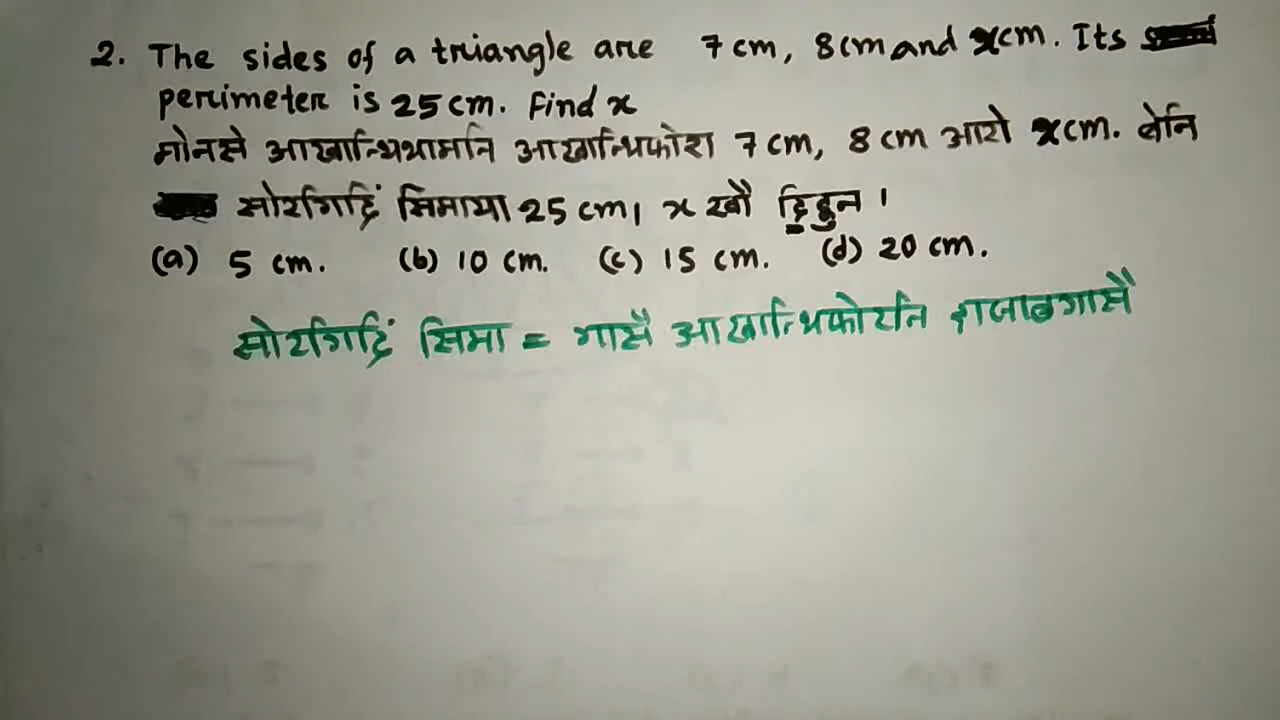 2. The sides of a triangle are 7 cm, 8 cm and x cm. Its
perimeter is 25 cm. Find x
मोनसे आखान्थिथामनि आखान्थिफोरा 7 cm, 8 cm आरो x cm. बेनि
सोरगिदिं सिमाया 25 cm, x खौ दिहुन।
(a) 5 cm. (b) 10 cm. (c) 15 cm. (d) 20 cm.
सोरगिदिं सिमा = गासै आखान्थिफोरनि दाजाबगासै